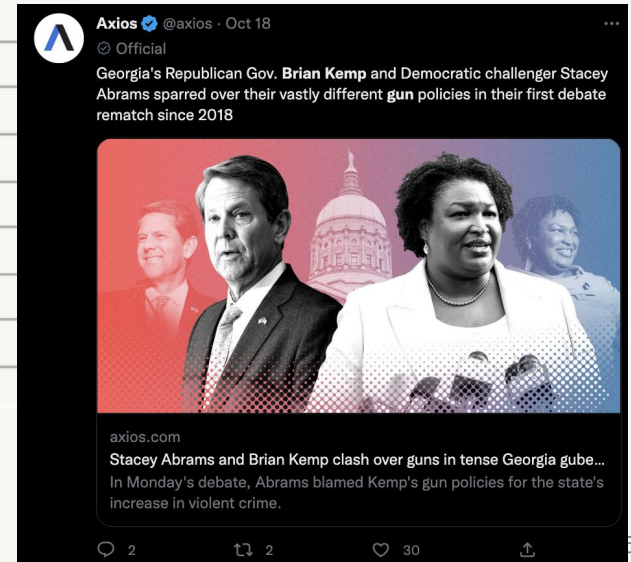 Axios @axios · Oct 18
Official
Georgia's Republican Gov. Brian Kemp and Democratic challenger Stacey
Abrams sparred over their vastly different gun policies in their first debate
rematch since 2018
axios.com
Stacey Abrams and Brian Kemp clash over guns in tense Georgia gube...
In Monday's debate, Abrams blamed Kemp's gun policies for the state's
increase in violent crime.
2 2 30